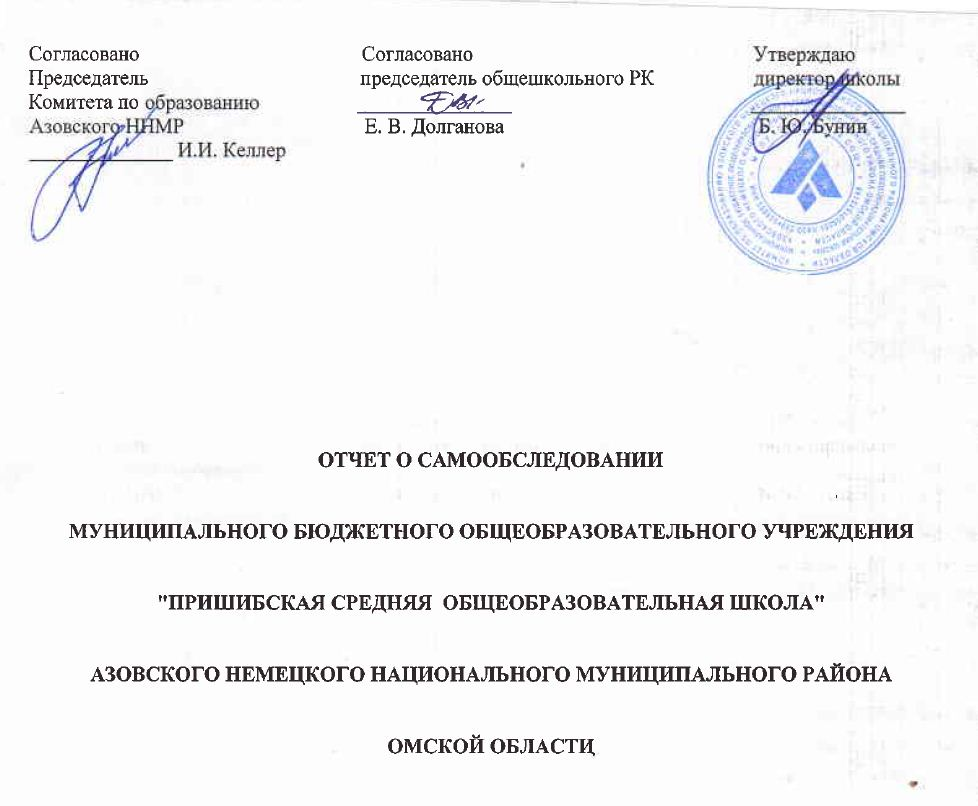 Согласовано
Председатель
Комитета по образованию
Азовского ННМР
И.И. Келлер
Согласовано
председатель общешкольного РК
Е. В. Долганова
Утверждаю
директор школы
Б. Ю. Бунин
ОТЧЕТ О САМООБСЛЕДОВАНИИ
МУНИЦИПАЛЬНОГО БЮДЖЕТНОГО ОБЩЕОБРАЗОВАТЕЛЬНОГО УЧРЕЖДЕНИЯ
"ПРИШИБСКАЯ СРЕДНЯЯ ОБЩЕОБРАЗОВАТЕЛЬНАЯ ШКОЛА"
АЗОВСКОГО НЕМЕЦКОГО НАЦИОНАЛЬНОГО МУНИЦИПАЛЬНОГО РАЙОНА
ОМСКОЙ ОБЛАСТИ